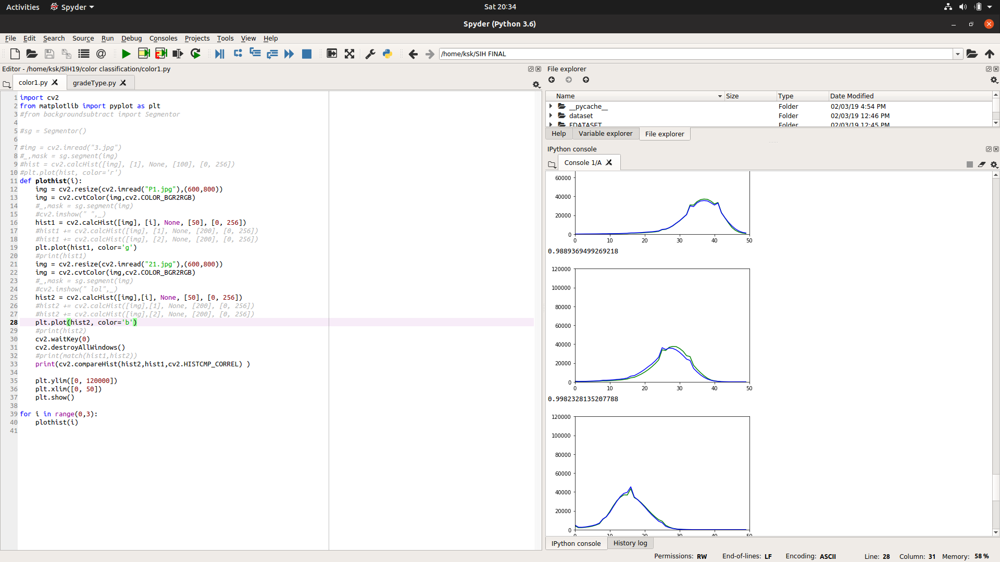 Activities Spyder Sat 20:34
Spyder (Python 3.6)
File Edit Search Source Run Debug Consoles Projects Tools View Help
/home/ksk/SIH FINAL
Editor - /home/ksk/SIH19/color classification/color1.py
color1.py gradeType.py
1 import cv2
2 from matplotlib import pyplot as plt
3 #from backgroundsubtract import Segmentor
4
5 #sg = Segmentor()
6
7 #img = cv2.imread("3.jpg")
8 #_,mask = sg.segment(img)
9 #hist = cv2.calcHist([img], [1], None, [100], [0, 256])
10 #plt.plot(hist, color='r')
11 def plothist(i):
12 img = cv2.resize(cv2.imread("P1.jpg"),(600,800))
13 img = cv2.cvtColor(img,cv2.COLOR_BGR2RGB)
14 #_,mask = sg.segment(img)
15 #cv2.imshow(" ",_)
16 hist1 = cv2.calcHist([img], [i], None, [50], [0, 256])
17 #hist1 += cv2.calcHist([img], [1], None, [200], [0, 256])
18 #hist1 += cv2.calcHist([img], [2], None, [200], [0, 256])
19 plt.plot(hist1, color='g')
20 #print(hist1)
21 img = cv2.resize(cv2.imread("21.jpg"),(600,800))
22 img = cv2.cvtColor(img,cv2.COLOR_BGR2RGB)
23 #_,mask = sg.segment(img)
24 #cv2.imshow(" lol",_)
25 hist2 = cv2.calcHist([img],[i], None, [50], [0, 256])
26 #hist2 += cv2.calcHist([img],[1], None, [200], [0, 256])
27 #hist2 += cv2.calcHist([img],[2], None, [200], [0, 256])
28 plt.plot(hist2, color='b')
29 #print(hist2)
30 cv2.waitKey(0)
31 cv2.destroyAllWindows()
32 #print(match(hist1,hist2))
33 print(cv2.compareHist(hist2,hist1,cv2.HISTCMP_CORREL) )
34
35 plt.ylim([0, 120000])
36 plt.xlim([0, 50])
37 plt.show()
38
39 for i in range(0,3):
40 plothist(i)
41
File explorer
Name Size Type Date Modified
__pycache__ Folder 02/03/19 4:54 PM
dataset Folder 02/03/19 12:46 PM
FDATASET Folder 02/03/19 12:45 PM
Help Variable explorer File explorer
IPython console
Console 1/A
60000
40000
20000
0
0 10 20 30 40 50
0.9889369499269218
120000
100000
80000
60000
40000
20000
0
0 10 20 30 40 50
0.9982328135207788
120000
100000
80000
60000
40000
20000
0
0 10 20 30 40 50
IPython console History log
Permissions: RW End-of-lines: LF Encoding: ASCII Line: 28 Column: 31 Memory: 58 %